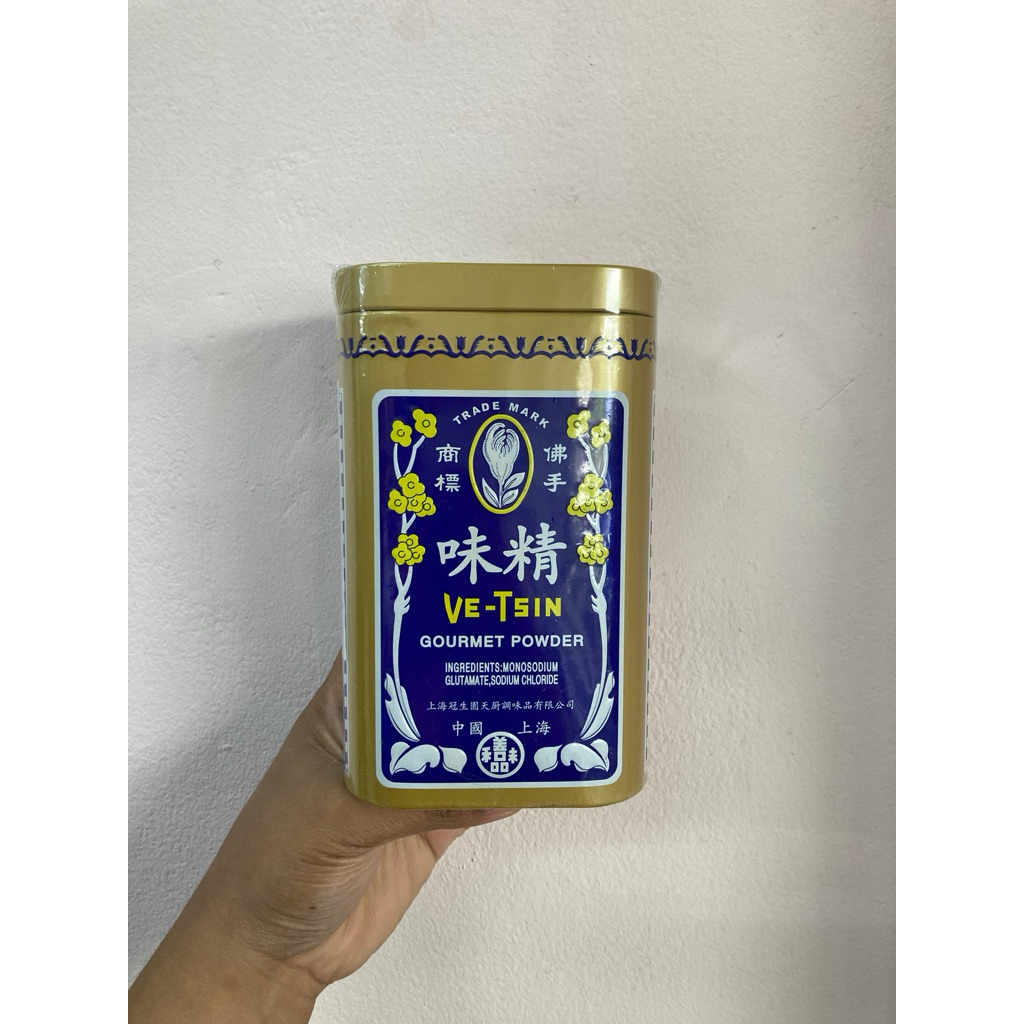 TRADE MARK
商標 佛手
味精
VE-TSIN
GOURMET POWDER
INGREDIENTS:MONOSODIUM
GLUTAMATE,SODIUM CHLORIDE
上海冠生園天厨調味品有限公司
中國 上海